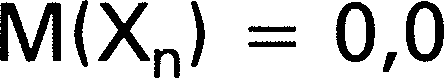 M(Xₙ) = 0,0